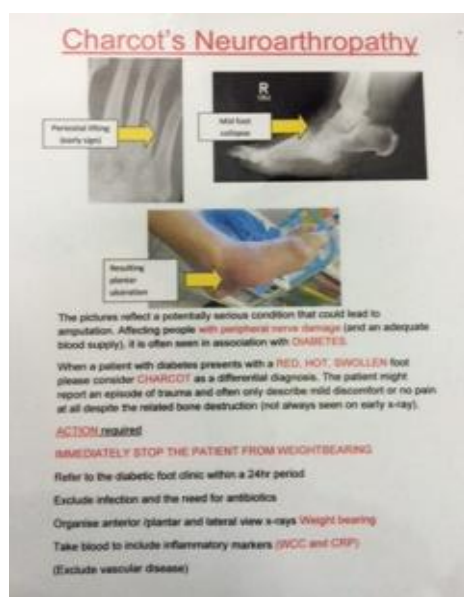 Charcot's Neuroarthropathy
Periosteal lifting
(early sign)
R
Mid foot
collapse
Resulting
plantar
ulceration
The pictures reflect a potentially serious condition that could lead to
amputation. Affecting people with peripheral nerve damage (and an adequate
blood supply), it is often seen in association with DIABETES.
When a patient with diabetes presents with a RED, HOT, SWOLLEN foot
please consider CHARCOT as a differential diagnosis. The patient might
report an episode of trauma and often only describe mild discomfort or no pain
at all despite the related bone destruction (not always seen on early x-ray).
ACTION required
IMMEDIATELY STOP THE PATIENT FROM WEIGHTBEARING
Refer to the diabetic foot clinic within a 24hr period
Exclude infection and the need for antibiotics
Organise anterior /plantar and lateral view x-rays Weight bearing
Take blood to include inflammatory markers (WCC and CRP)
(Exclude vascular disease)